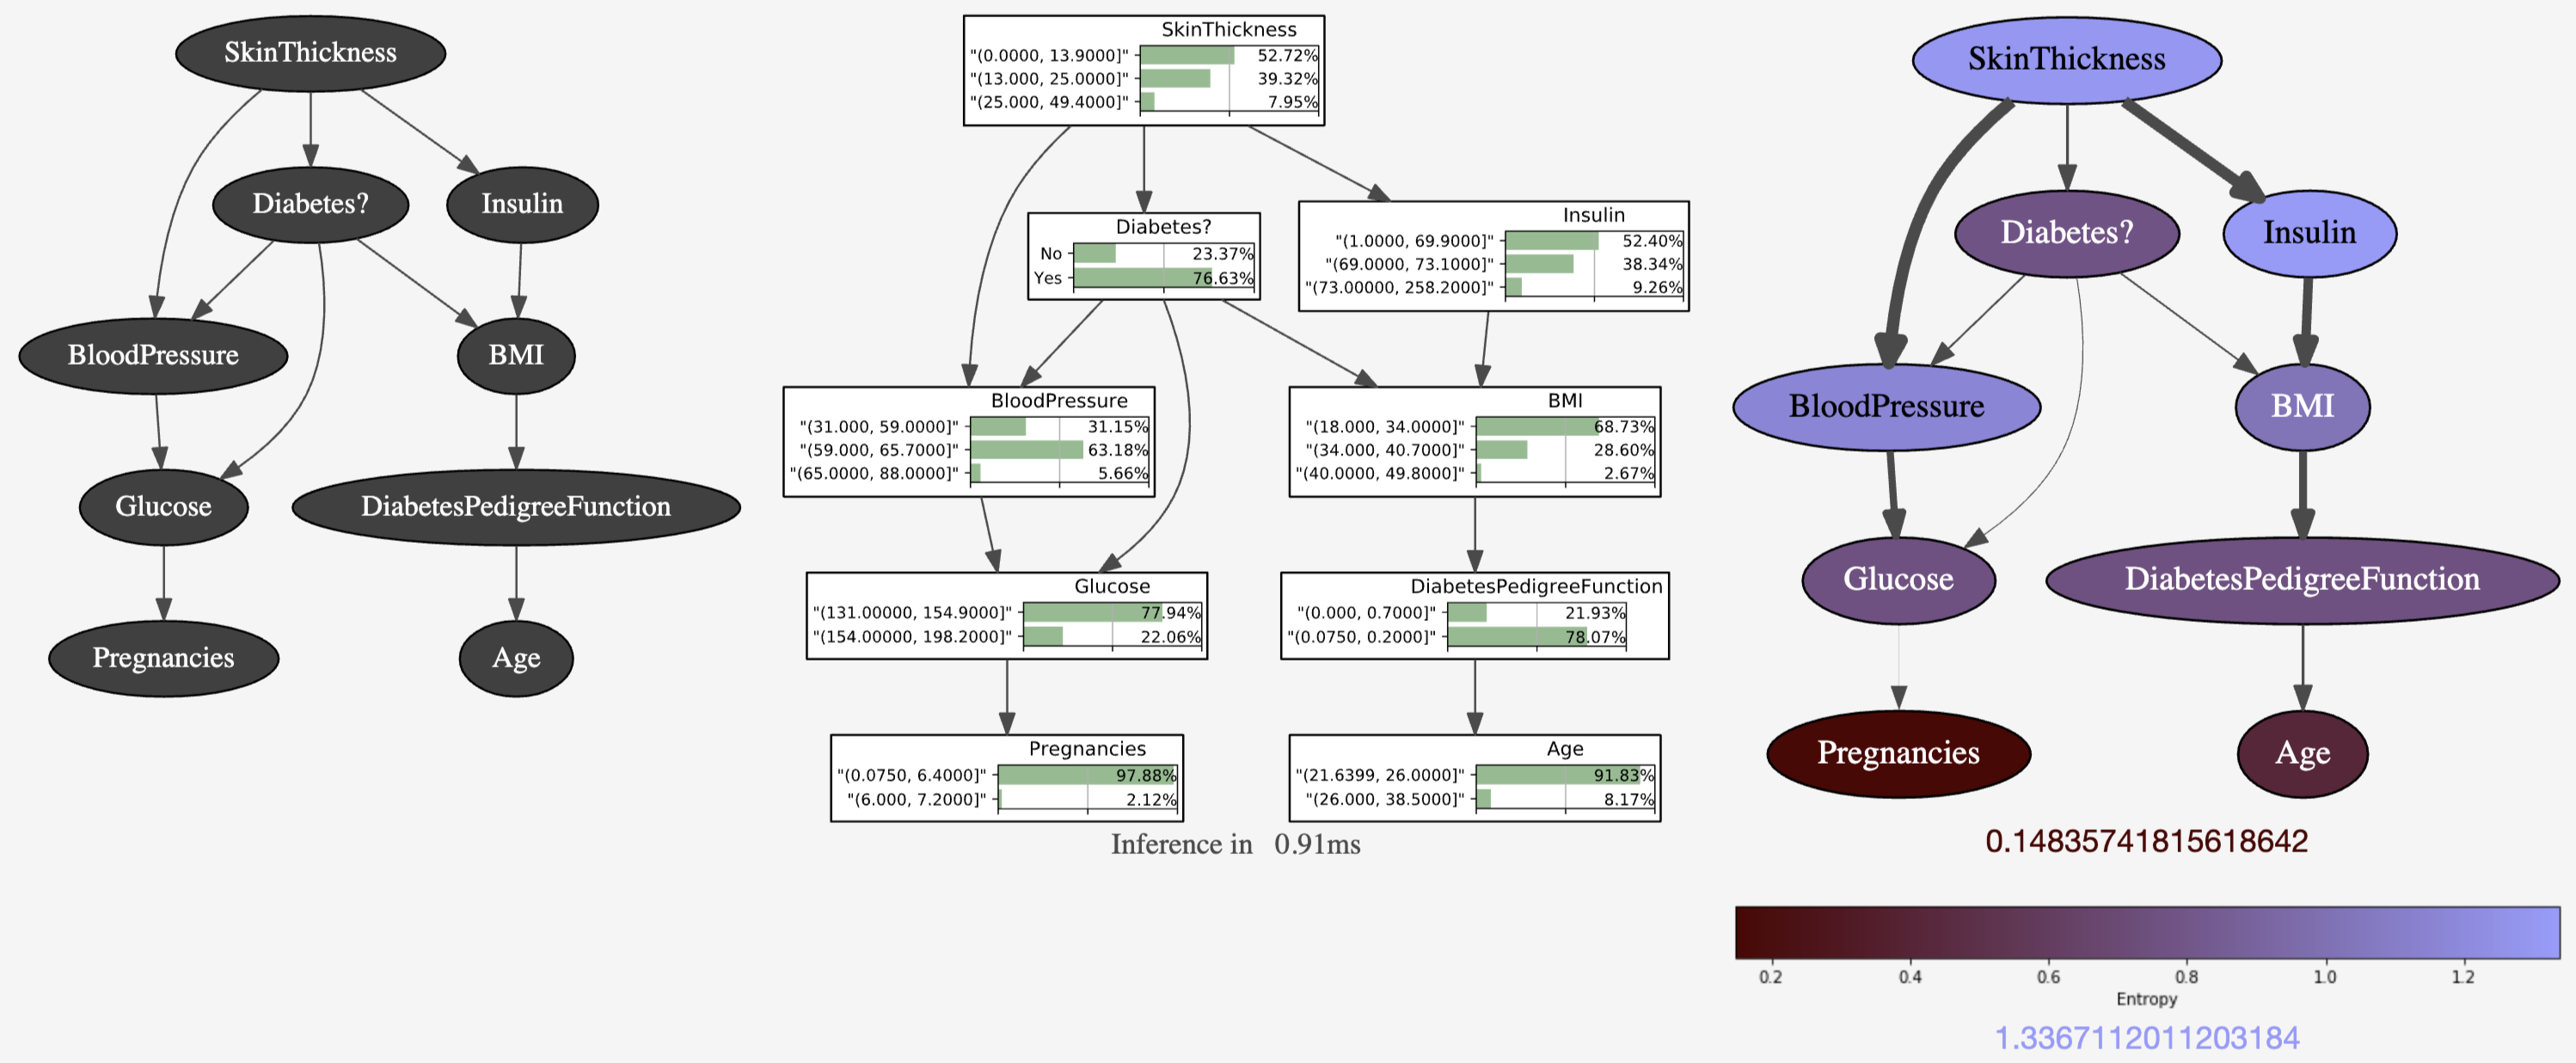 SkinThickness
Diabetes?
Insulin
BloodPressure
BMI
Glucose
DiabetesPedigreeFunction
Pregnancies
Age
SkinThickness
"(0.0000, 13.9000]" 52.72%
"(13.000, 25.0000]" 39.32%
"(25.000, 49.4000]" 7.95%
Diabetes?
No 23.37%
Yes 76.63%
Insulin
"(1.0000, 69.9000]" 52.40%
"(69.0000, 73.1000]" 38.34%
"(73.00000, 258.2000]" 9.26%
BloodPressure
"(31.000, 59.0000]" 31.15%
"(59.000, 65.7000]" 63.18%
"(65.0000, 88.0000]" 5.66%
BMI
"(18.000, 34.0000]" 68.73%
"(34.000, 40.7000]" 28.60%
"(40.0000, 49.8000]" 2.67%
Glucose
"(131.00000, 154.9000]" 77.94%
"(154.00000, 198.2000]" 22.06%
DiabetesPedigreeFunction
"(0.000, 0.7000]" 21.93%
"(0.0750, 0.2000]" 78.07%
Pregnancies
"(0.0750, 6.4000]" 97.88%
"(6.000, 7.2000]" 2.12%
Age
"(21.6399, 26.0000]" 91.83%
"(26.000, 38.5000]" 8.17%
Inference in 0.91ms
SkinThickness
Diabetes?
Insulin
BloodPressure
BMI
Glucose
DiabetesPedigreeFunction
Pregnancies
Age
0.14835741815618642
0.2 0.4 0.6 0.8 1.0 1.2
Entropy
1.3367112011203184